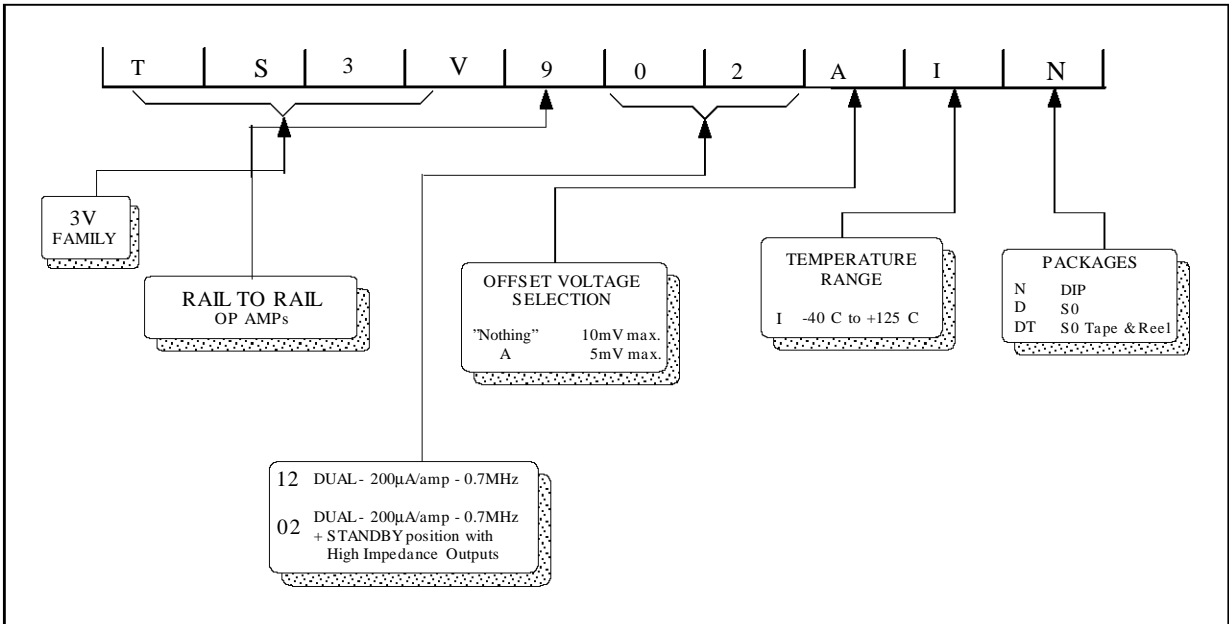 T S 3 V 9 0 2 A I N
3V
FAMILY
RAIL TO RAIL
OP AMPs
OFFSET VOLTAGE
SELECTION
"Nothing" 10mV max.
A 5mV max.
TEMPERATURE
RANGE
I -40 C to +125 C
PACKAGES
N DIP
D S0
DT S0 Tape & Reel
12 DUAL - 200μA/amp - 0.7MHz
02 DUAL - 200μA/amp - 0.7MHz
+ STANDBY position with
High Impedance Outputs